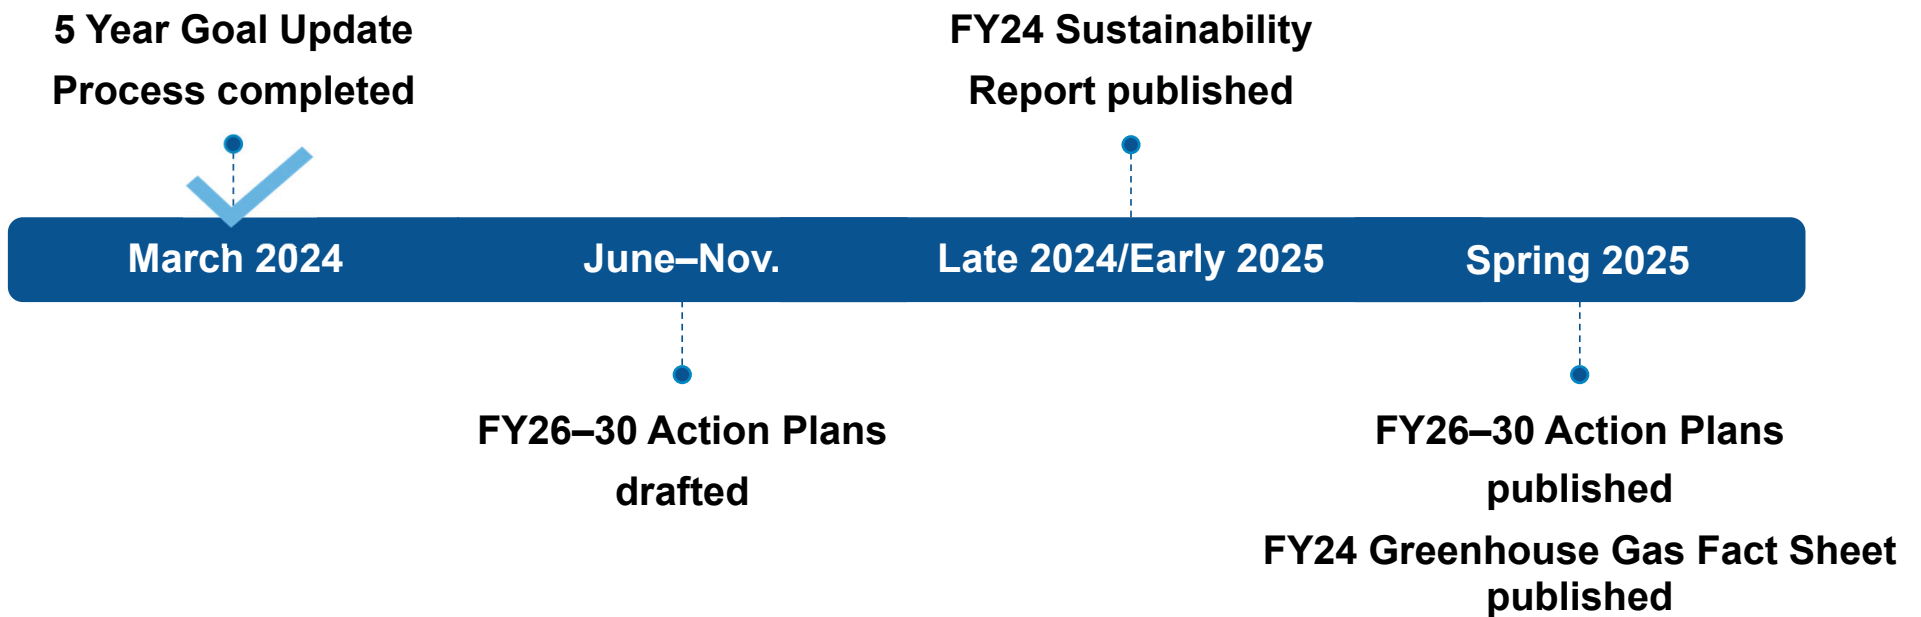 5 Year Goal Update
Process completed
FY24 Sustainability
Report published
March 2024
June–Nov.
Late 2024/Early 2025
Spring 2025
FY26–30 Action Plans
drafted
FY26–30 Action Plans
published
FY24 Greenhouse Gas Fact Sheet
published